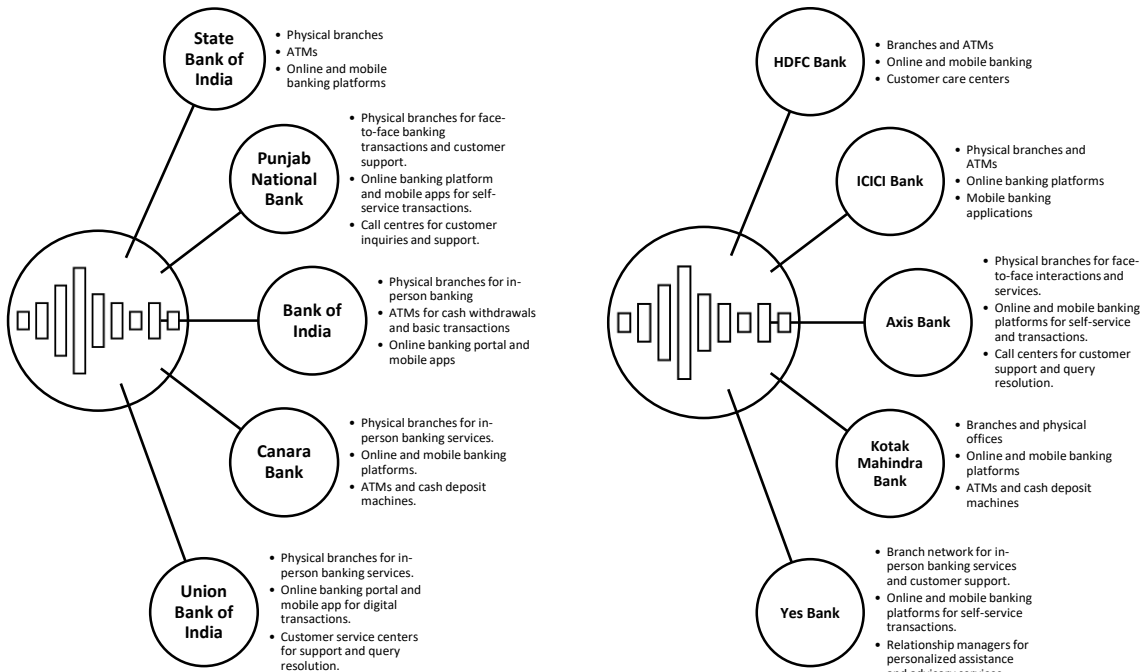 State
Bank of
India
• Physical branches
• ATMs
• Online and mobile
banking platforms
Punjab
National
Bank
• Physical branches for face-
to-face banking
transactions and customer
support.
• Online banking platform
and mobile apps for self-
service transactions.
• Call centres for customer
inquiries and support.
Bank of
India
• Physical branches for in-
person banking
• ATMs for cash withdrawals
and basic transactions
• Online banking portal and
mobile apps
Canara
Bank
• Physical branches for in-
person banking services.
• Online and mobile banking
platforms.
• ATMs and cash deposit
machines.
Union
Bank of
India
• Physical branches for in-
person banking services.
• Online banking portal and
mobile app for digital
transactions.
• Customer service centers
for support and query
resolution.
HDFC Bank
• Branches and ATMs
• Online and mobile banking
• Customer care centers
ICICI Bank
• Physical branches and
ATMs
• Online banking platforms
• Mobile banking
applications
Axis Bank
• Physical branches for face-
to-face interactions and
services.
• Online and mobile banking
platforms for self-service
and transactions.
• Call centers for customer
support and query
resolution.
Kotak
Mahindra
Bank
• Branches and physical
offices
• Online and mobile banking
platforms
• ATMs and cash deposit
machines
Yes Bank
• Branch network for in-
person banking services
and customer support.
• Online and mobile banking
platforms for self-service
transactions.
• Relationship managers for
personalized assistance